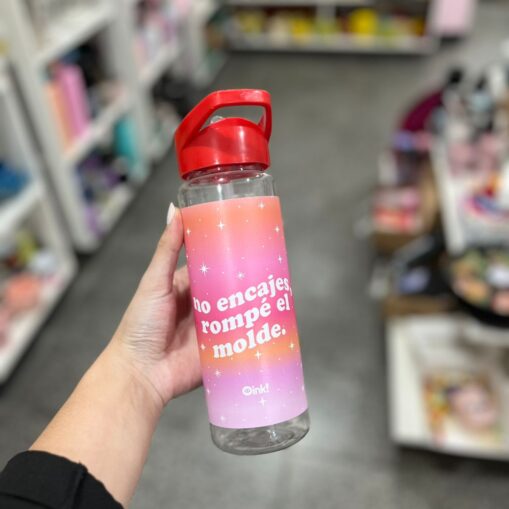 no encajes,
rompé el
molde.
Oink!